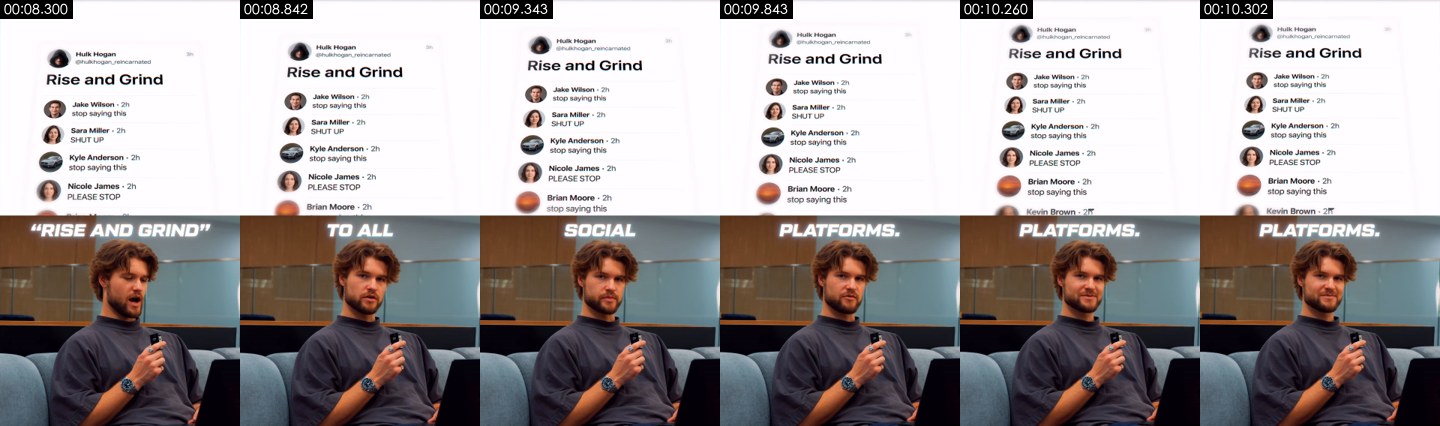 00:08.300
Hulk Hogan
@hulkhogan_reincarnated
Rise and Grind
Jake Wilson · 2h
stop saying this
Sara Miller · 2h
SHUT UP
Kyle Anderson · 2h
stop saying this
Nicole James · 2h
PLEASE STOP
“RISE AND GRIND”
00:08.842
Hulk Hogan
@hulkhogan_reincarnated
Rise and Grind
Jake Wilson · 2h
stop saying this
Sara Miller · 2h
SHUT UP
Kyle Anderson · 2h
stop saying this
Nicole James · 2h
PLEASE STOP
Brian Moore · 2h
TO ALL
00:09.343
Hulk Hogan
@hulkhogan_reincarnated
Rise and Grind
Jake Wilson · 2h
stop saying this
Sara Miller · 2h
SHUT UP
Kyle Anderson · 2h
stop saying this
Nicole James · 2h
PLEASE STOP
Brian Moore · 2h
stop saying this
SOCIAL
00:09.843
Hulk Hogan
@hulkhogan_reincarnated
Rise and Grind
Jake Wilson · 2h
stop saying this
Sara Miller · 2h
SHUT UP
Kyle Anderson · 2h
stop saying this
Nicole James · 2h
PLEASE STOP
Brian Moore · 2h
stop saying this
PLATFORMS.
00:10.260
Hulk Hogan
@hulkhogan_reincarnated
Rise and Grind
Jake Wilson · 2h
stop saying this
Sara Miller · 2h
SHUT UP
Kyle Anderson · 2h
stop saying this
Nicole James · 2h
PLEASE STOP
Brian Moore · 2h
stop saying this
Kevin Brown
PLATFORMS.
00:10.302
Hulk Hogan
@hulkhogan_reincarnated
Rise and Grind
Jake Wilson · 2h
stop saying this
Sara Miller · 2h
SHUT UP
Kyle Anderson · 2h
stop saying this
Nicole James · 2h
PLEASE STOP
Brian Moore · 2h
stop saying this
Kevin Brown
PLATFORMS.